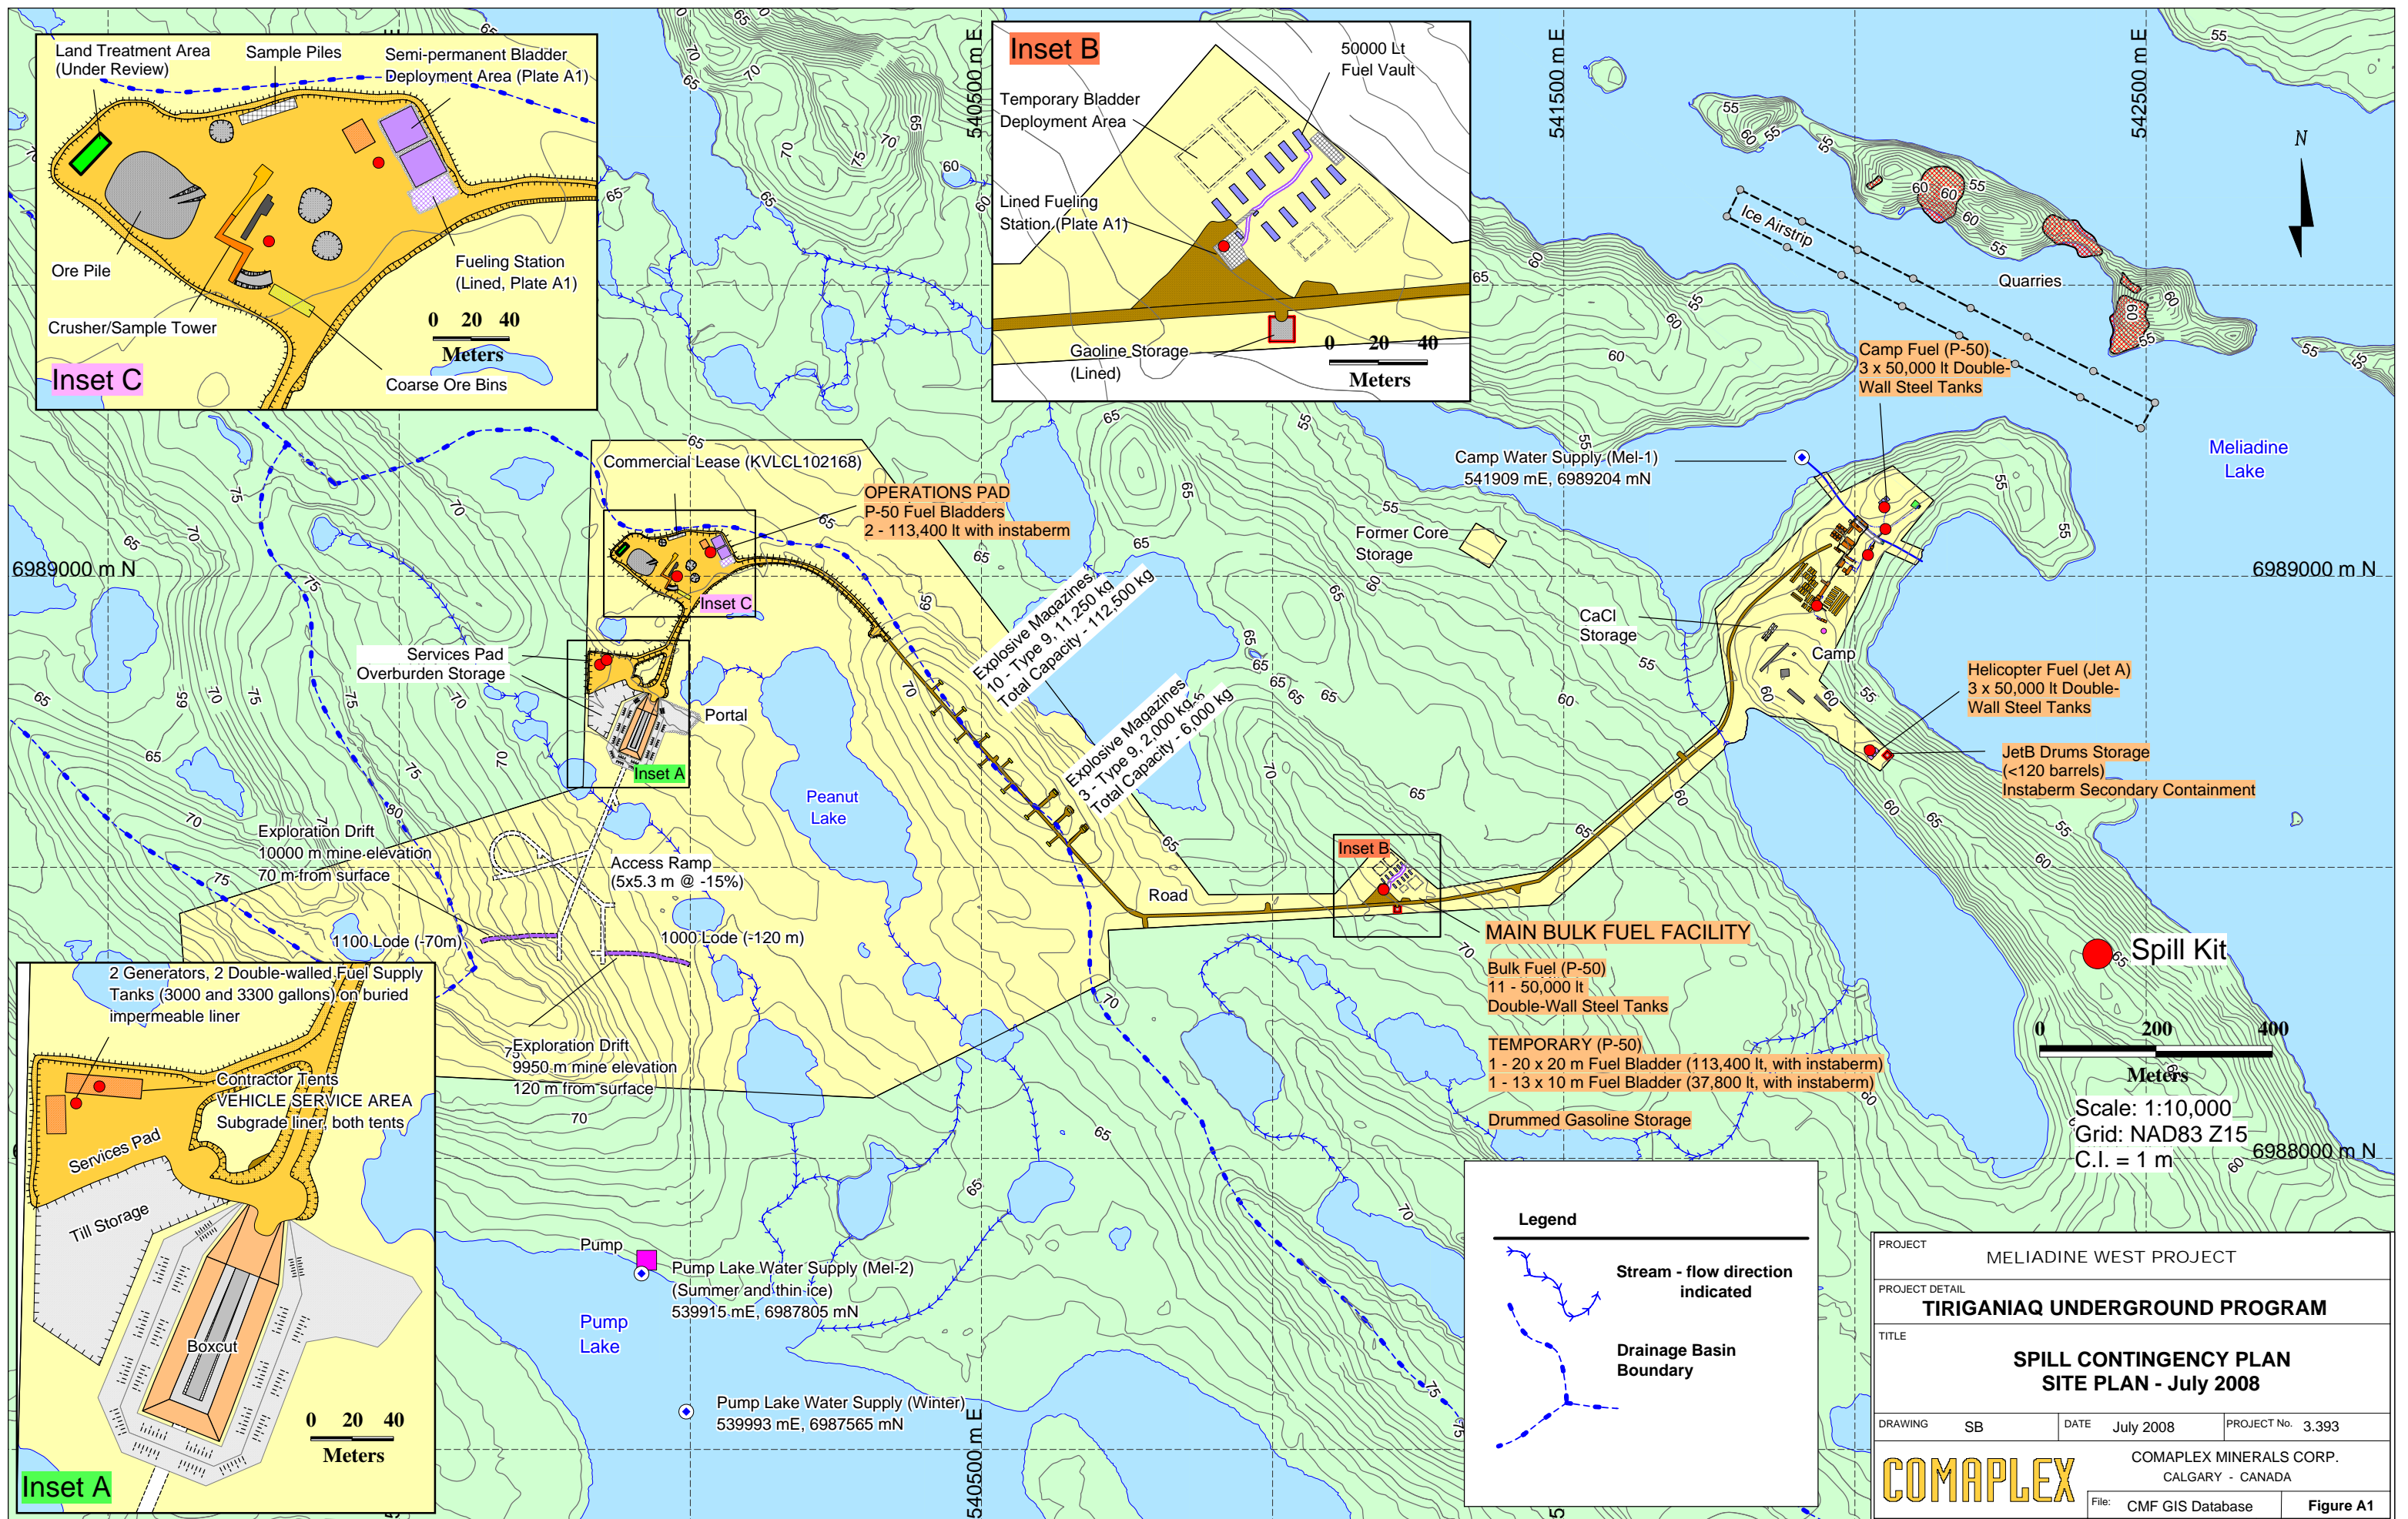 Land Treatment Area
(Under Review)
Sample Piles
Semi-permanent Bladder
Deployment Area (Plate A1)
Ore Pile
Crusher/Sample Tower
Fueling Station
(Lined, Plate A1)
0 20 40
Meters
Coarse Ore Bins
Inset C
Inset B
50000 Lt
Fuel Vault
Temporary Bladder
Deployment Area
Lined Fueling
Station (Plate A1)
Gaoline Storage
(Lined)
0 20 40
Meters
540500 m E
541500 m E
542500 m E
N
Ice Airstrip
Quarries
Camp Fuel (P-50)
3 x 50,000 lt Double-
Wall Steel Tanks
Meliadine
Lake
Camp Water Supply (Mel-1)
541909 mE, 6989204 mN
Commercial Lease (KVLCL102168)
OPERATIONS PAD
P-50 Fuel Bladders
2 - 113,400 lt with instaberm
Former Core
Storage
6989000 m N
6989000 m N
Inset C
Explosive Magazines
10 - Type 9, 11,250 kg
Total Capacity - 112,500 kg
CaCl
Storage
Camp
Services Pad
Overburden Storage
Portal
Inset A
Explosive Magazines
3 - Type 9, 2,000 kg
Total Capacity - 6,000 kg
Helicopter Fuel (Jet A)
3 x 50,000 lt Double-
Wall Steel Tanks
JetB Drums Storage
(<120 barrels)
Instaberm Secondary Containment
Peanut
Lake
Exploration Drift
10000 m mine elevation
70 m from surface
Access Ramp
(5x5.3 m @ -15%)
Inset B
Road
1100 Lode (-70m)
1000 Lode (-120 m)
MAIN BULK FUEL FACILITY
Bulk Fuel (P-50)
11 - 50,000 lt
Double-Wall Steel Tanks
TEMPORARY (P-50)
1 - 20 x 20 m Fuel Bladder (113,400 lt, with instaberm)
1 - 13 x 10 m Fuel Bladder (37,800 lt, with instaberm)
Drummed Gasoline Storage
Spill Kit
0 200 400
Meters
Scale: 1:10,000
Grid: NAD83 Z15
C.I. = 1 m
6988000 m N
Exploration Drift
9950 m mine elevation
120 m from surface
2 Generators, 2 Double-walled Fuel Supply
Tanks (3000 and 3300 gallons) on buried
impermeable liner
Contractor Tents
VEHICLE SERVICE AREA
Subgrade liner, both tents
Services Pad
Till Storage
Boxcut
0 20 40
Meters
Inset A
Pump
Pump Lake Water Supply (Mel-2)
(Summer and thin ice)
539915 mE, 6987805 mN
Pump
Lake
Pump Lake Water Supply (Winter)
539993 mE, 6987565 mN
540500 m E
Legend
Stream - flow direction
indicated
Drainage Basin
Boundary
PROJECT
MELIADINE WEST PROJECT
PROJECT DETAIL
TIRIGANIAQ UNDERGROUND PROGRAM
TITLE
SPILL CONTINGENCY PLAN
SITE PLAN - July 2008
DRAWING SB DATE July 2008 PROJECT No. 3.393
COMAPLEX
COMAPLEX MINERALS CORP.
CALGARY - CANADA
File: CMF GIS Database Figure A1